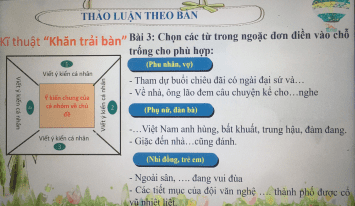 THẢO LUẬN THEO BÀN
Kĩ thuật “Khăn trải bàn”
1
Viết ý kiến cá nhân
Viết ý kiến cá nhân
Ý kiến chung của cả nhóm về chủ đề
2
4
Viết ý kiến cá nhân
Viết ý kiến cá nhân
3
Bài 3: Chọn các từ trong ngoặc đơn điền vào chỗ
trống cho phù hợp:
(Phu nhân, vợ)
- Tham dự buổi chiêu đãi có ngài đại sứ và…
- Về nhà, ông lão đem câu chuyện kể cho…nghe
(Phụ nữ, đàn bà)
-…Việt Nam anh hùng, bất khuất, trung hậu, đảm đang.
- Giặc đến nhà…cũng đánh.
(Nhi đồng, trẻ em)
- Ngoài sân, …. đang vui đùa
- Các tiết mục của đội văn nghệ …. thành phố được cổ
vũ nhiệt liệt.